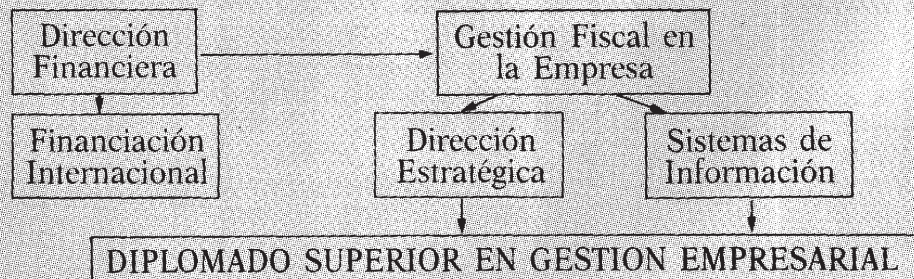 Dirección
Financiera
Gestión Fiscal en
la Empresa
Financiación
Internacional
Dirección
Estratégica
Sistemas de
Información
DIPLOMADO SUPERIOR EN GESTION EMPRESARIAL